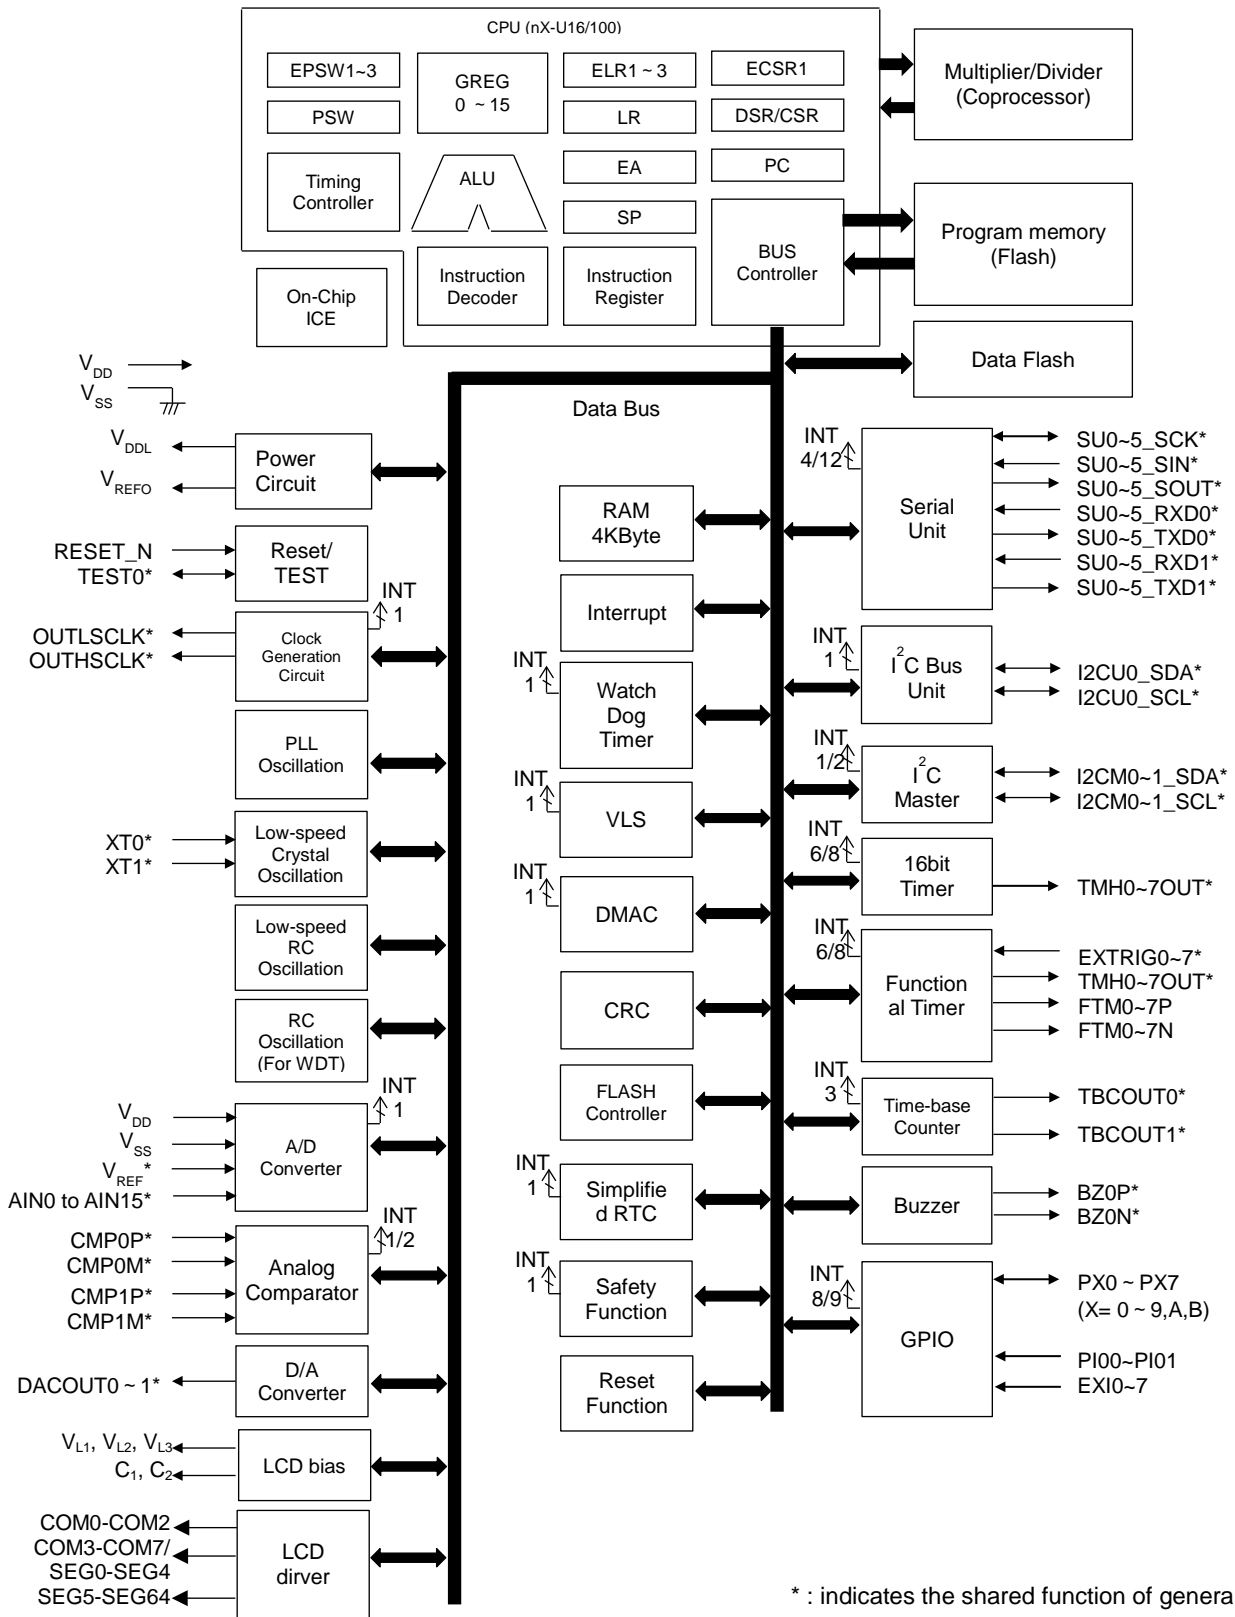 CPU (nX-U16/100)
EPSW1~3
GREG
0 ~ 15
ELR1 ~ 3
ECSR1
PSW
LR
DSR/CSR
Timing
Controller
ALU
EA
PC
SP
BUS
Controller
On-Chip
ICE
Instruction
Decoder
Instruction
Register
Multiplier/Divider
(Coprocessor)
Program memory
(Flash)
Data Flash
Data Bus
VDD
VSS
VDDL
VREFO
Power
Circuit
RESET_N
TEST0*
Reset/
TEST
INT
1
OUTLSCLK*
OUTHSCLK*
Clock
Generation
Circuit
PLL
Oscillation
XT0*
XT1*
Low-speed
Crystal
Oscillation
Low-speed
RC
Oscillation
RC
Oscillation
(For WDT)
INT
1
VDD
VSS
VREF*
AIN0 to AIN15*
A/D
Converter
INT
1/2
CMP0P*
CMP0M*
CMP1P*
CMP1M*
Analog
Comparator
DACOUT0 ~ 1*
D/A
Converter
VL1, VL2, VL3
C1, C2
LCD bias
COM0-COM2
COM3-COM7/
SEG0-SEG4
SEG5-SEG64
LCD
dirver
RAM
4KByte
Interrupt
INT
1
Watch
Dog
Timer
INT
1
VLS
INT
1
DMAC
CRC
FLASH
Controller
INT
1
Simplifie
d RTC
INT
1
Safety
Function
Reset
Function
INT
4/12
Serial
Unit
SU0~5_SCK*
SU0~5_SIN*
SU0~5_SOUT*
SU0~5_RXD0*
SU0~5_TXD0*
SU0~5_RXD1*
SU0~5_TXD1*
INT
1
I2C Bus
Unit
I2CU0_SDA*
I2CU0_SCL*
INT
1/2
I2C
Master
I2CM0~1_SDA*
I2CM0~1_SCL*
INT
6/8
16bit
Timer
TMH0~7OUT*
INT
6/8
Function
al Timer
EXTRIG0~7*
TMH0~7OUT*
FTM0~7P
FTM0~7N
INT
3
Time-base
Counter
TBCOUT0*
TBCOUT1*
Buzzer
BZ0P*
BZ0N*
INT
8/9
GPIO
PX0 ~ PX7
(X= 0 ~ 9,A,B)
PI00~PI01
EXI0~7
* : indicates the shared function of genera